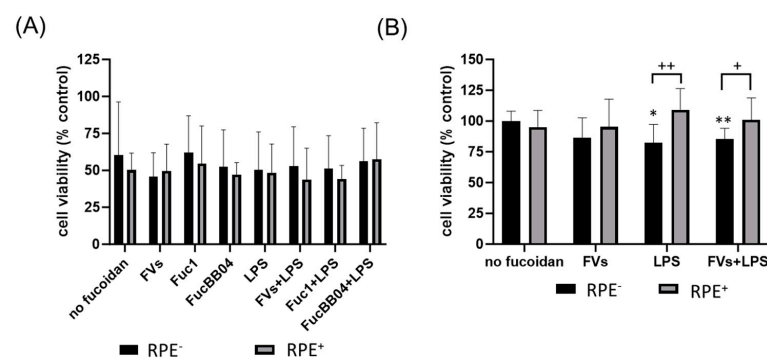 (A)
cell viability (% control)
125
100
75
50
25
0
no fucoidan
FVs
Fuc1
FucBB04
LPS
FVs+LPS
Fuc1+LPS
FucBB04+LPS
RPE-
RPE+
(B)
cell viability (% control)
150
125
100
75
50
25
0
++
+
*
**
no fucoidan
FVs
LPS
FVs+LPS
RPE-
RPE+